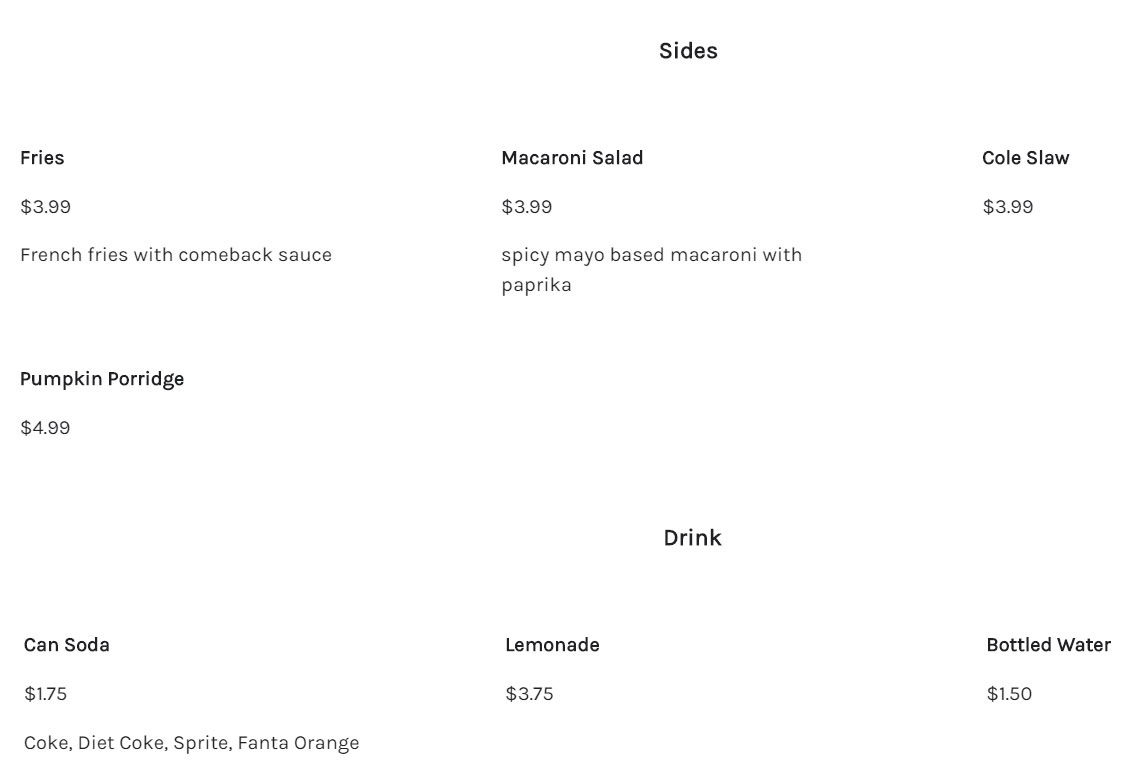 Sides
Fries
$3.99
French fries with comeback sauce
Macaroni Salad
$3.99
spicy mayo based macaroni with
paprika
Cole Slaw
$3.99
Pumpkin Porridge
$4.99
Drink
Can Soda
$1.75
Coke, Diet Coke, Sprite, Fanta Orange
Lemonade
$3.75
Bottled Water
$1.50